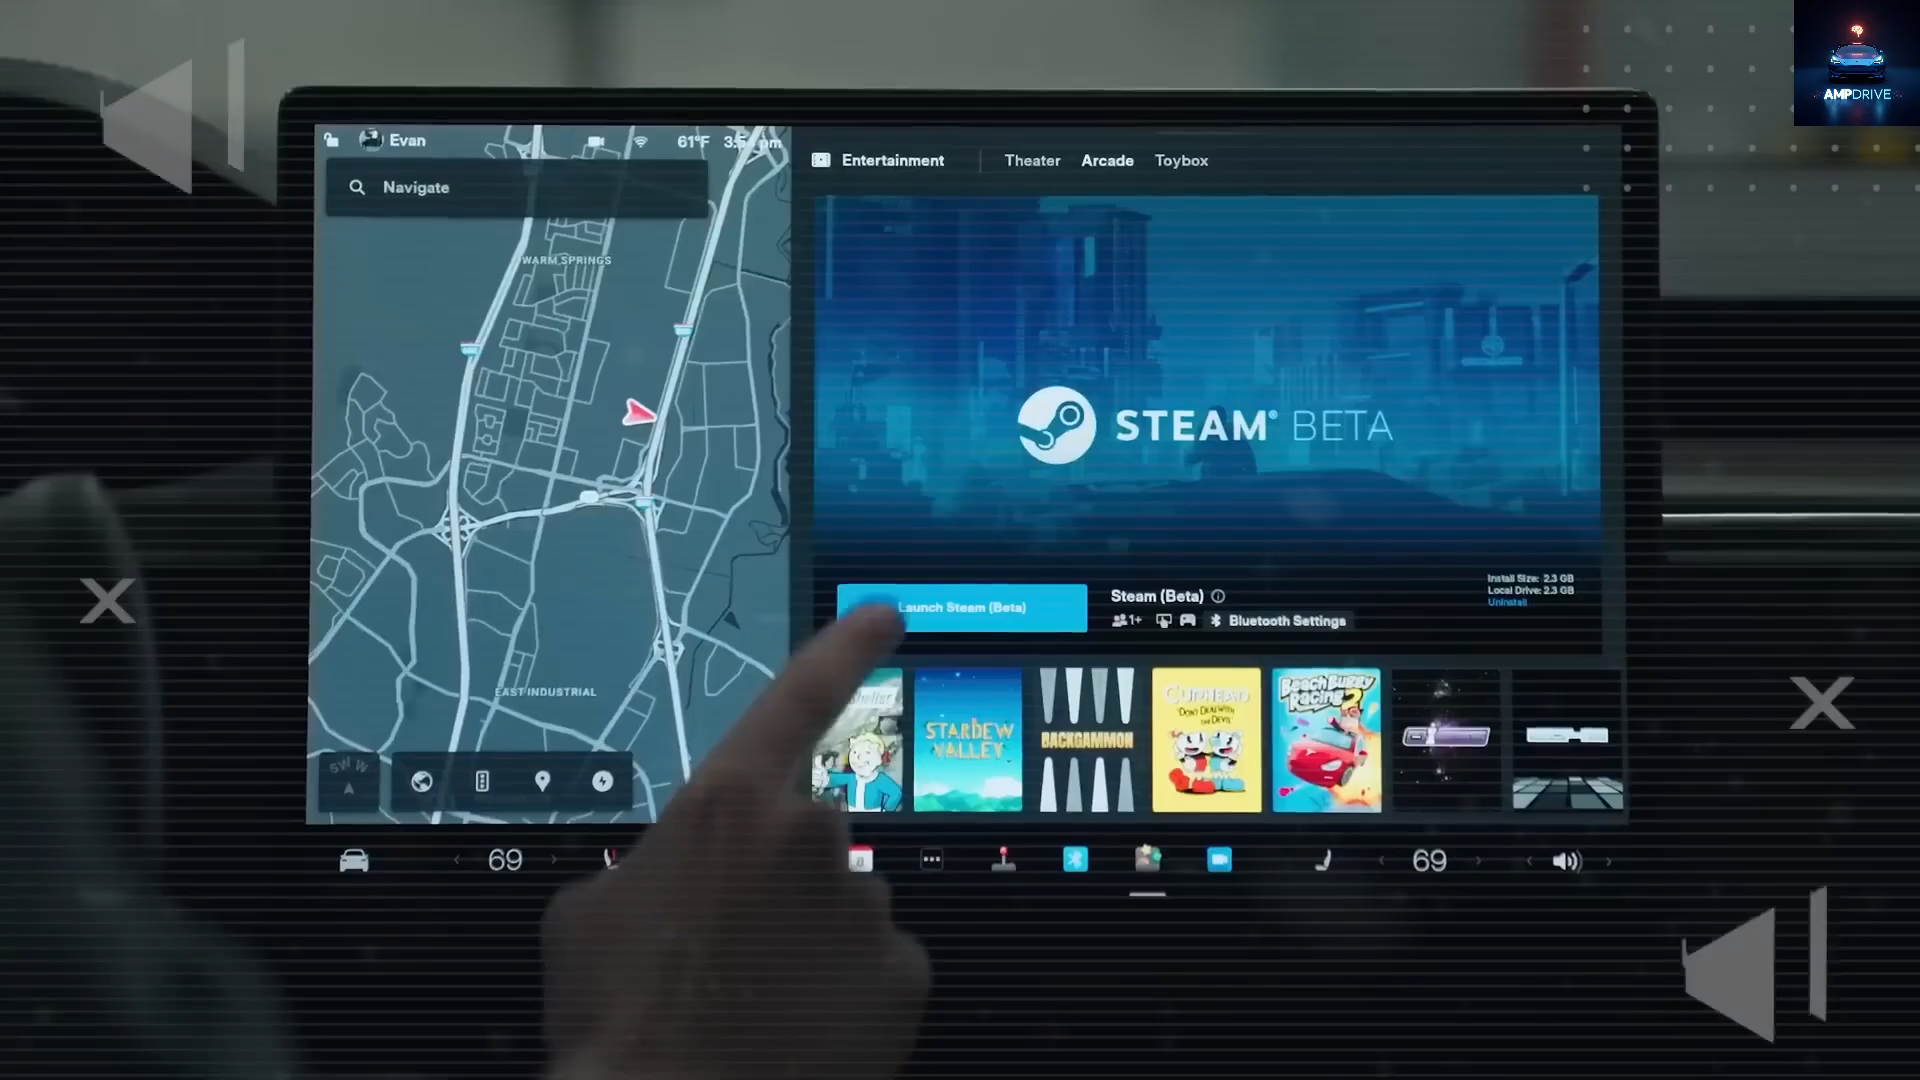 AMPDRIVE
Evan
61°F
pm
Navigate
WARM SPRINGS
EAST INDUSTRIAL
Entertainment
Theater
Arcade
Toybox
STEAM® BETA
Launch Steam (Beta)
Steam (Beta)
1+
Bluetooth Settings
Install Size: 2.3 GB
Local Drive: 2.3 GB
Uninstall
STARDEW
VALLEY
BACKGAMMON
CUPHEAD
"DON'T DEAL WITH
THE DEVIL"
Beach Buggy
Racing 2
SW W
69
69